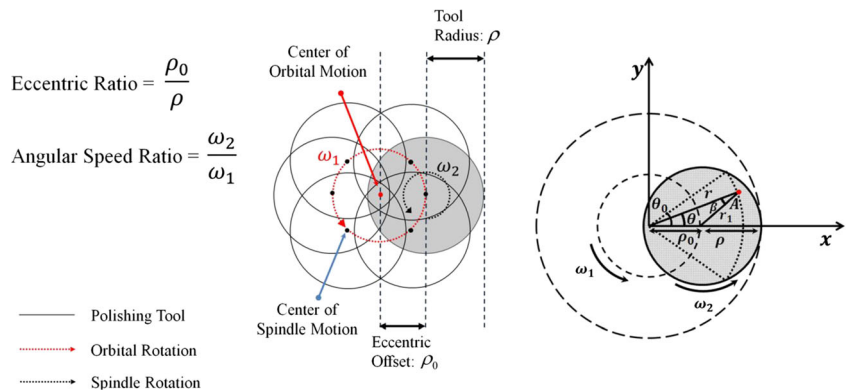 Eccentric Ratio = ρ₀/ρ
Angular Speed Ratio = ω₂/ω₁
Polishing Tool
Orbital Rotation
Spindle Rotation
Tool
Radius: ρ
Center of
Orbital Motion
ω₁
ω₂
Center of
Spindle Motion
Eccentric
Offset: ρ₀
y
r
A
θ₀
θ
β
r₁
ρ₀
ρ
x
ω₁
ω₂